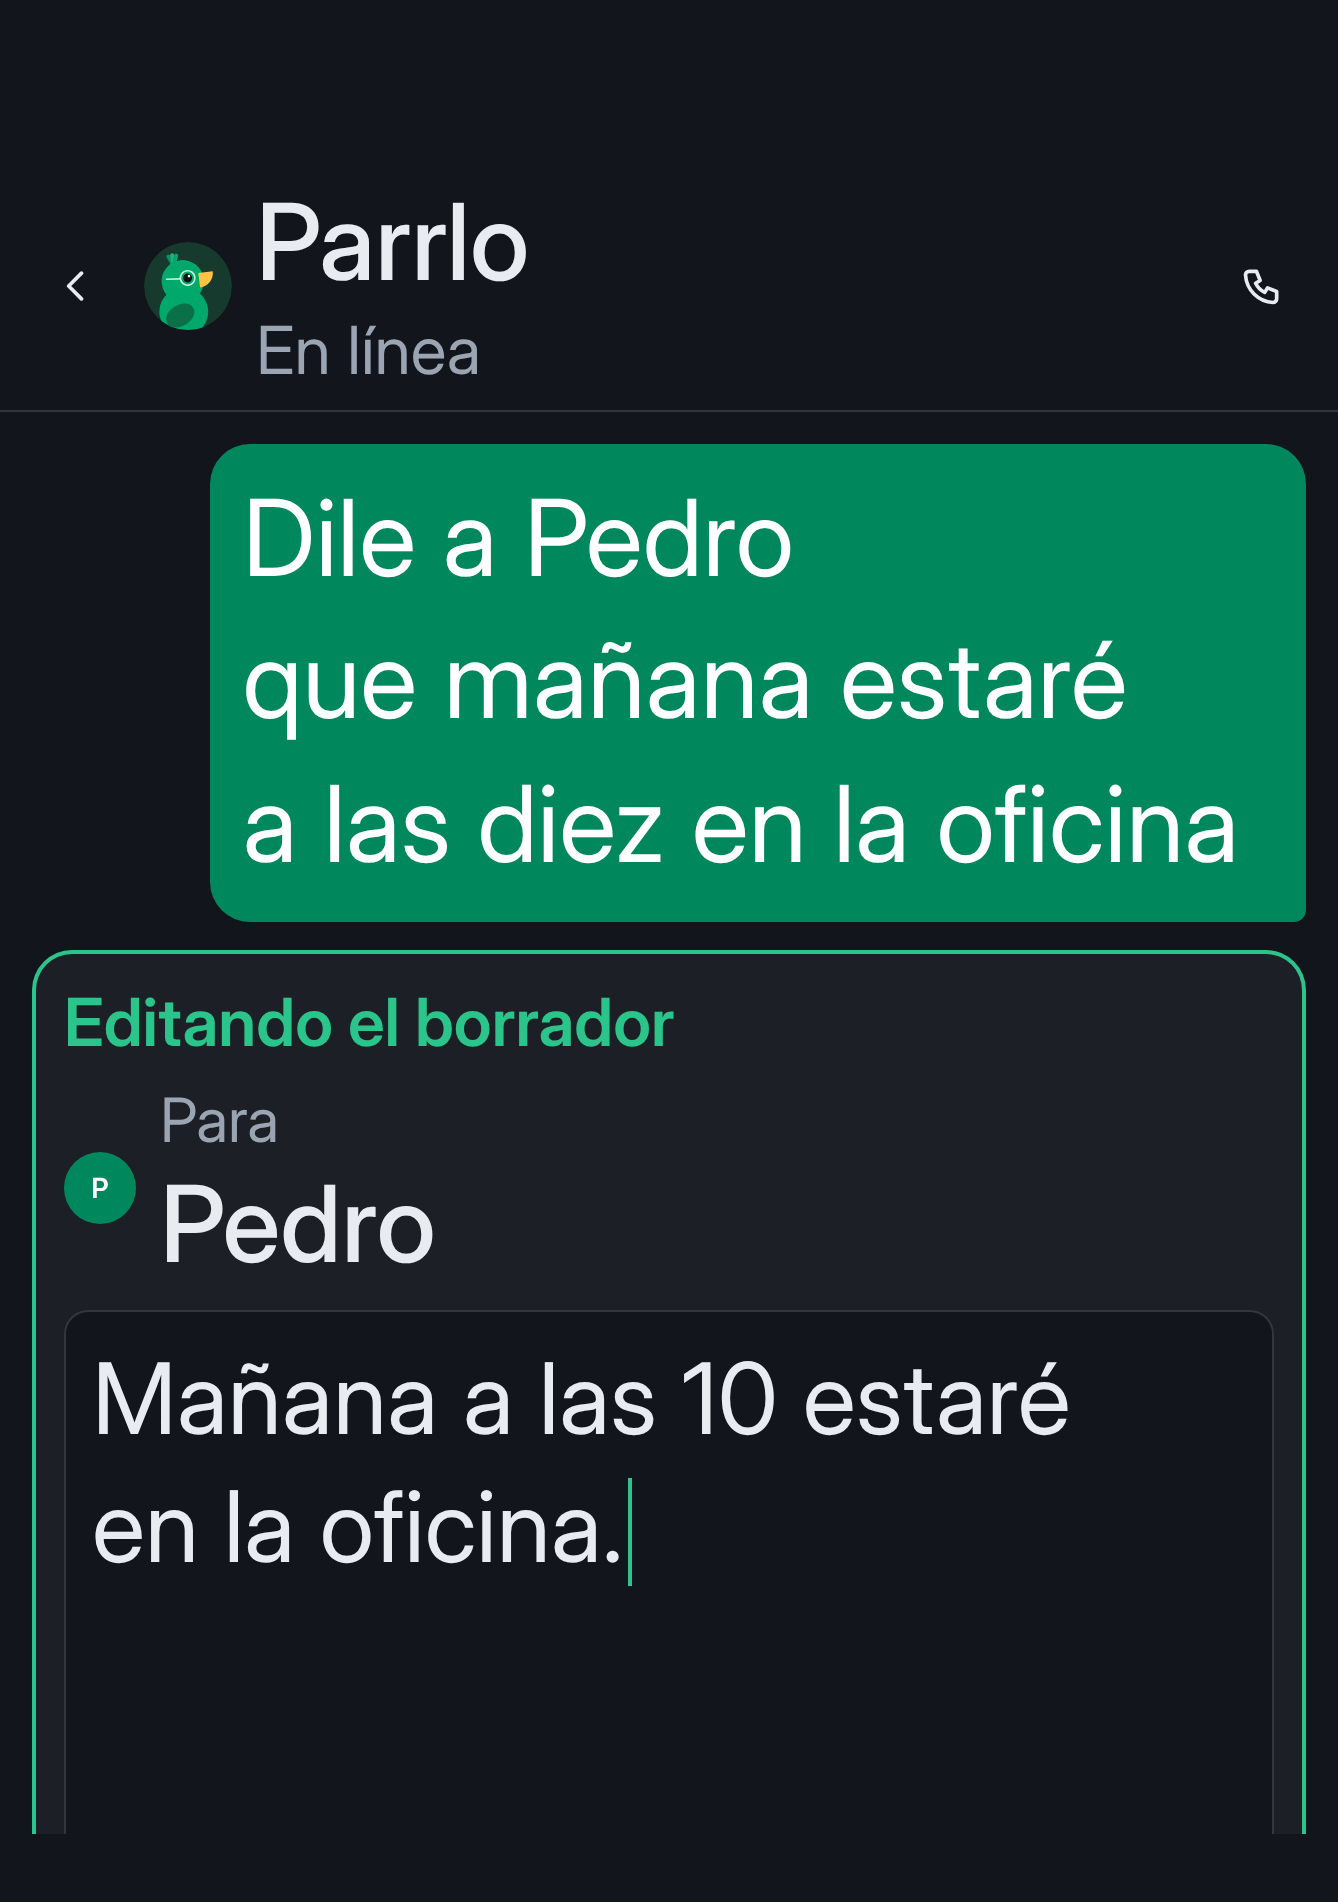 Parrlo
En línea
Dile a Pedro
que mañana estaré
a las diez en la oficina
Editando el borrador
Para
P
Pedro
Mañana a las 10 estaré
en la oficina.